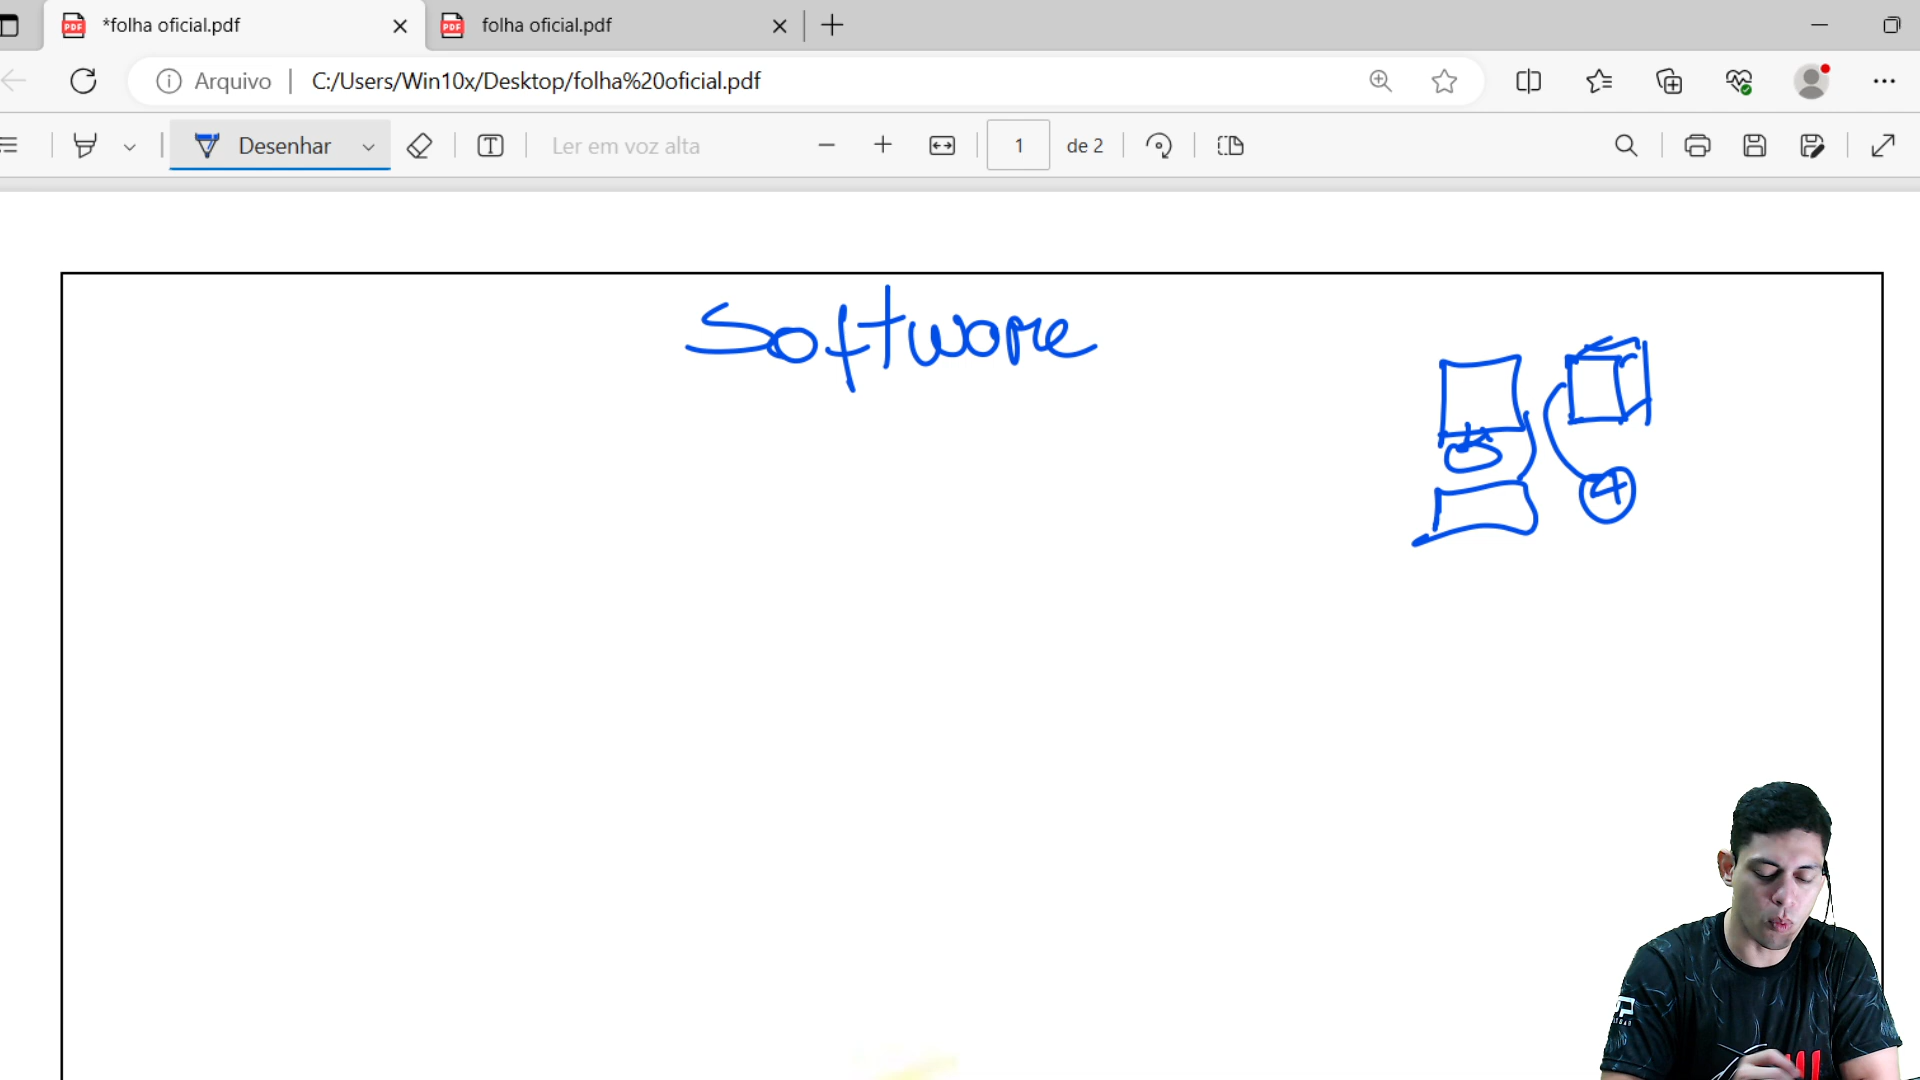 *folha oficial.pdf
folha oficial.pdf
Arquivo
C:/Users/Win10x/Desktop/folha%20oficial.pdf
Desenhar
Ler em voz alta
1
de 2
Software